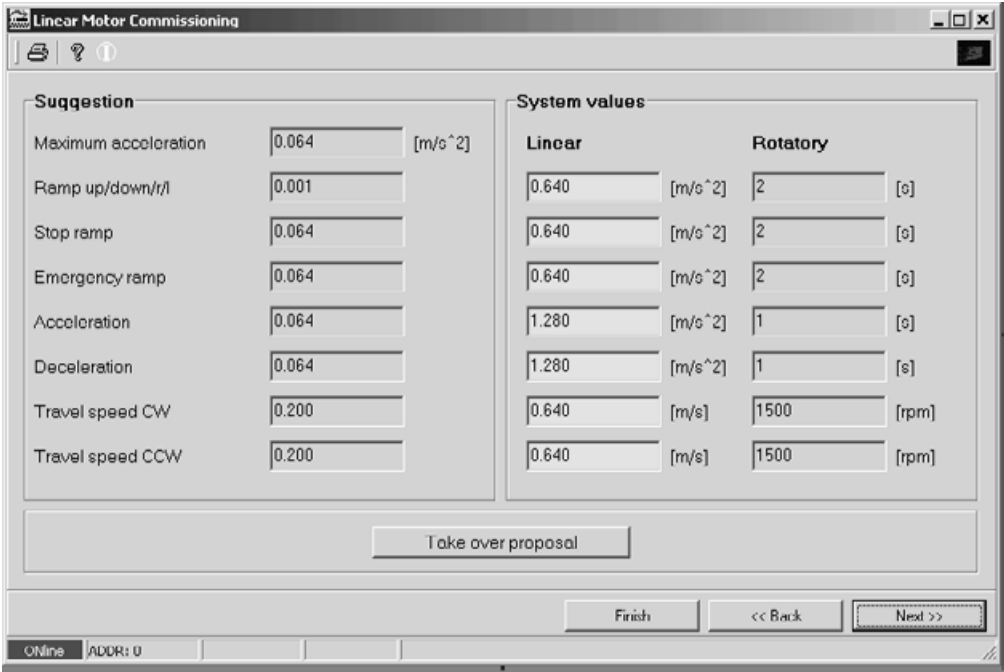 Linear Motor Commissioning
Suggestion
System values
Maximum acceleration 0.064 [m/s^2] Linear Rotatory
Ramp up/down/r/l 0.001 0.640 [m/s^2] 2 [s]
Stop ramp 0.064 0.640 [m/s^2] 2 [s]
Emergency ramp 0.064 0.640 [m/s^2] 2 [s]
Acceleration 0.064 1.280 [m/s^2] 1 [s]
Deceleration 0.064 1.280 [m/s^2] 1 [s]
Travel speed CW 0.200 0.640 [m/s] 1500 [rpm]
Travel speed CCW 0.200 0.640 [m/s] 1500 [rpm]
Take over proposal
Finish << Back Next >>
ONline ADDR: 0